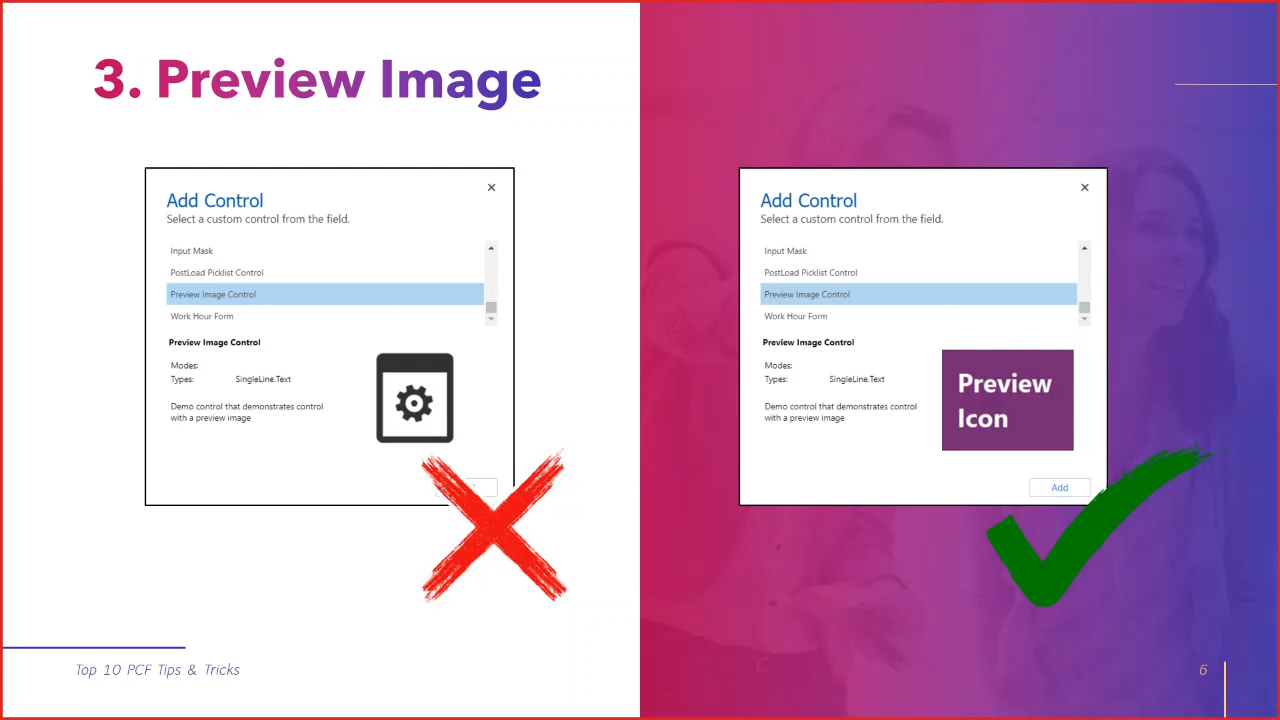 3. Preview Image
Add Control
Select a custom control from the field.
Input Mask
PostLoad Picklist Control
Preview Image Control
Work Hour Form
Preview Image Control
Modes:
Types: SingleLine.Text
Demo control that demonstrates control
with a preview image
Add Control
Select a custom control from the field.
Input Mask
PostLoad Picklist Control
Preview Image Control
Work Hour Form
Preview Image Control
Modes:
Types: SingleLine.Text
Demo control that demonstrates control
with a preview image
Preview
Icon
Add
Top 10 PCF Tips & Tricks
6